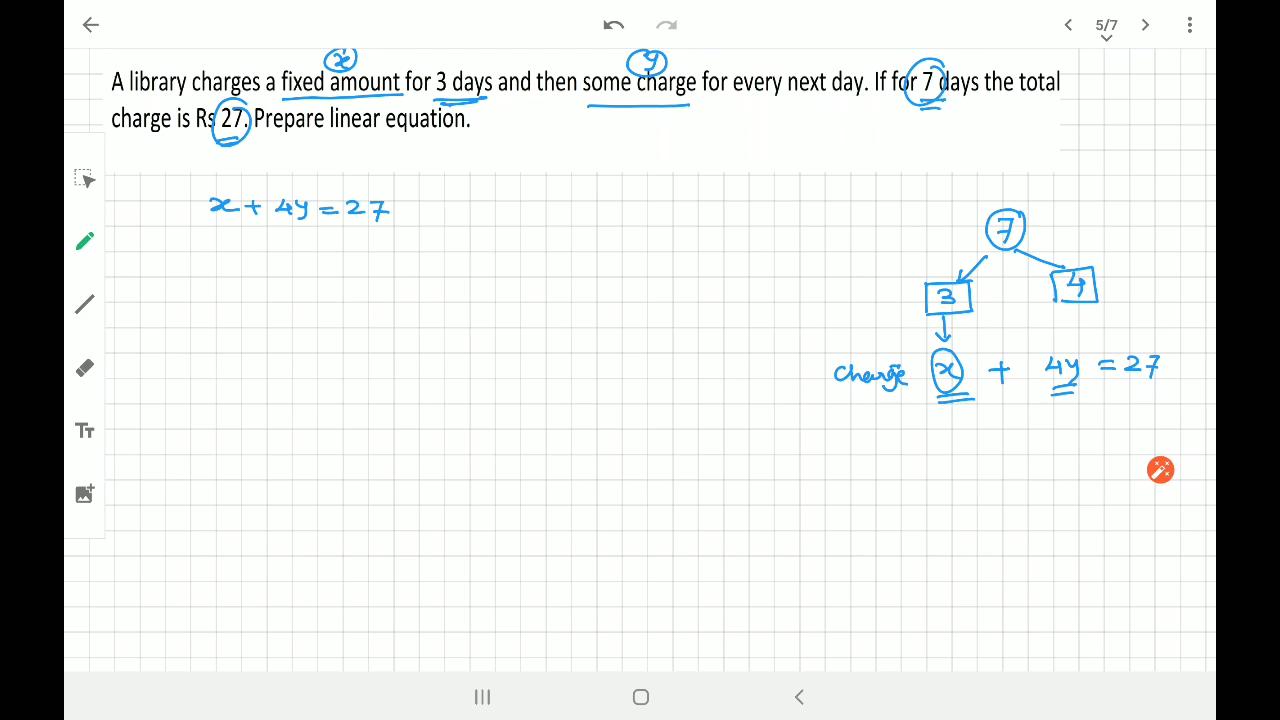 5/7
x y
A library charges a fixed amount for 3 days and then some charge for every next day. If for 7 days the total
charge is Rs 27. Prepare linear equation.
x + 4y = 27
7
3 4
charge x + 4y = 27
Tт